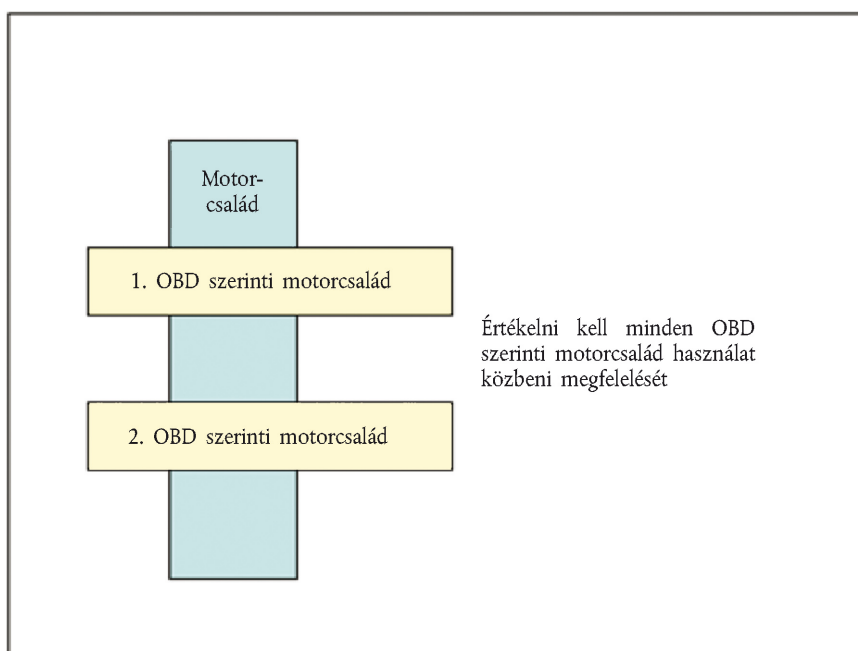 Motor-
család
1. OBD szerinti motorcsalád
Értékelni kell minden OBD
szerinti motorcsalád használat
közbeni megfelelését
2. OBD szerinti motorcsalád